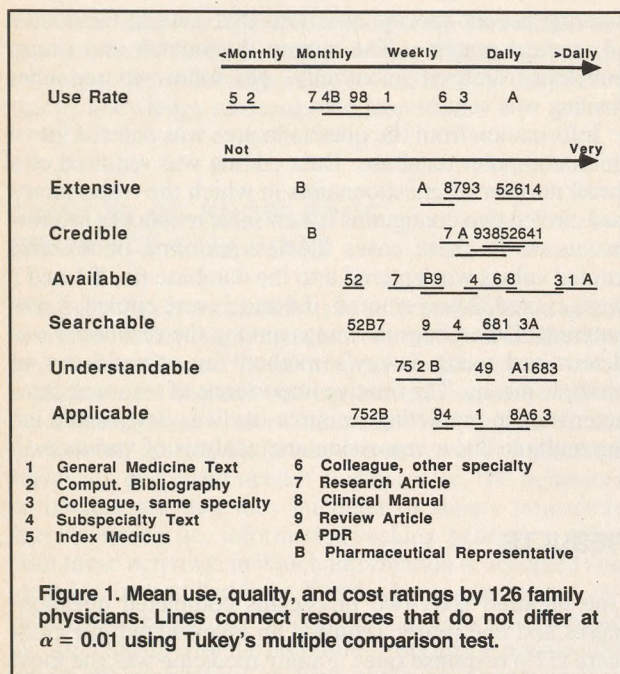 <Monthly Monthly Weekly Daily >Daily
Use Rate 5 2 7 4B 98 1 6 3 A
Not Very
Extensive B A 8793 52614
Credible B 7 A 93852641
Available 52 7 B9 4 6 8 3 1 A
Searchable 52B7 9 4 681 3A
Understandable 752 B 49 A1683
Applicable 752B 94 1 8A6 3
1 General Medicine Text
2 Comput. Bibliography
3 Colleague, same specialty
4 Subspecialty Text
5 Index Medicus
6 Colleague, other specialty
7 Research Article
8 Clinical Manual
9 Review Article
A PDR
B Pharmaceutical Representative
Figure 1. Mean use, quality, and cost ratings by 126 family
physicians. Lines connect resources that do not differ at
α = 0.01 using Tukey's multiple comparison test.